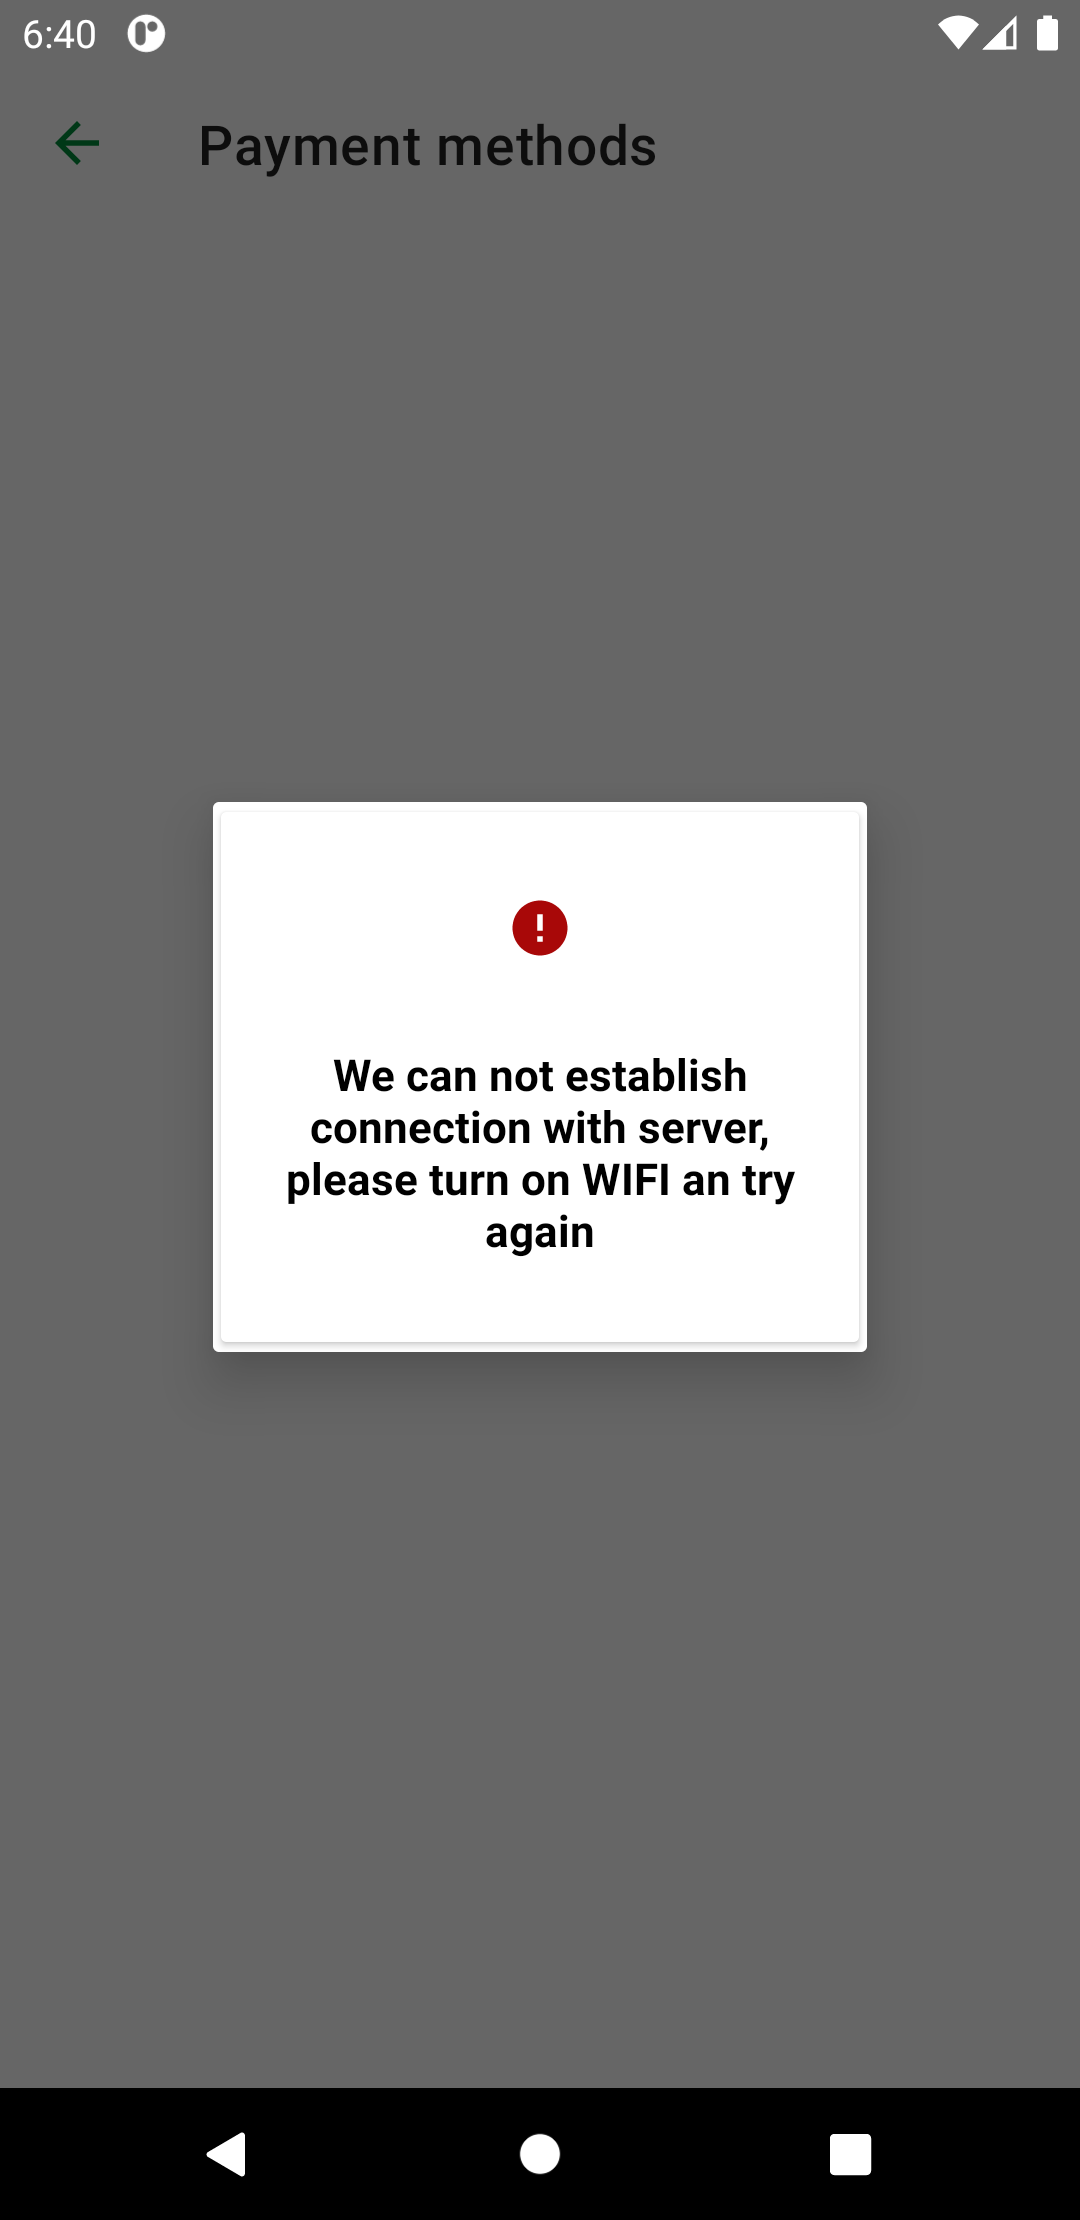 6:40
Payment methods
We can not establish
connection with server,
please turn on WIFI an try
again